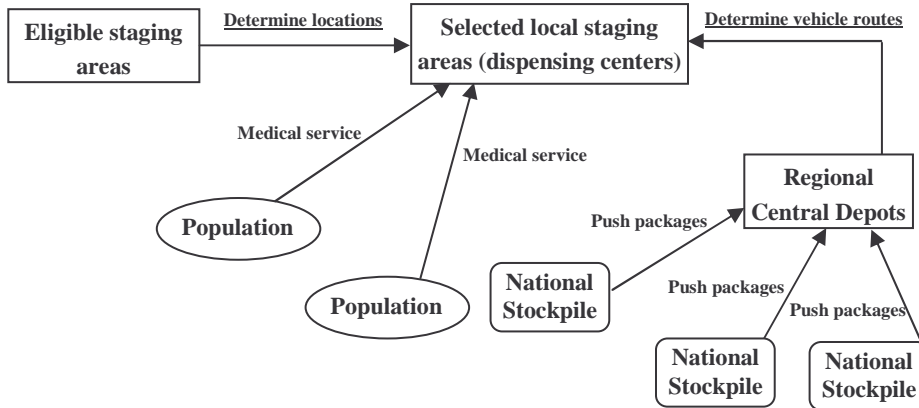 Determine locations
Determine vehicle routes
Eligible staging
areas
Selected local staging
areas (dispensing centers)
Medical service
Medical service
Regional
Central Depots
Population
Push packages
Population
National
Stockpile
Push packages
Push packages
National
Stockpile
National
Stockpile